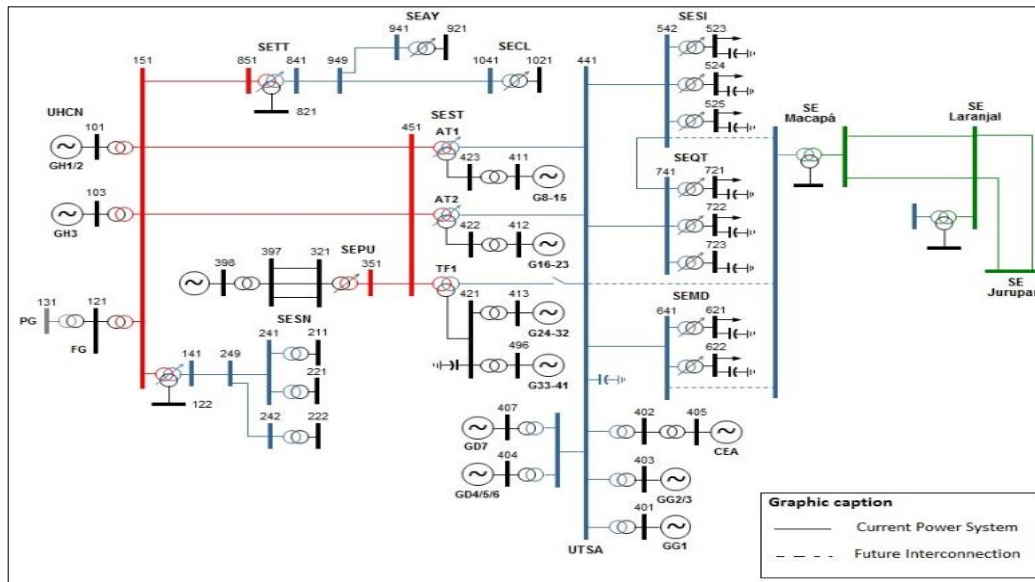 SEAY
941
921
SESI
542
523
SETT
SECL
524
151
851
841
949
1041
1021
441
525
821
SE
Macapá
SE
Laranjal
UHCN
SEST
451
AT1
101
GH1/2
423
411
G8-15
SEQT
741
721
103
GH3
AT2
422
412
G16-23
722
723
398
397
321
SEPU
351
TF1
SE
Jurupari
421
413
G24-32
SEMD
641
621
131
121
PG
FG
SESN
241
211
496
G33-41
622
141
249
221
122
242
222
407
GD7
402
405
CEA
404
GD4/5/6
403
GG2/3
401
GG1
UTSA
Graphic caption
Current Power System
Future Interconnection